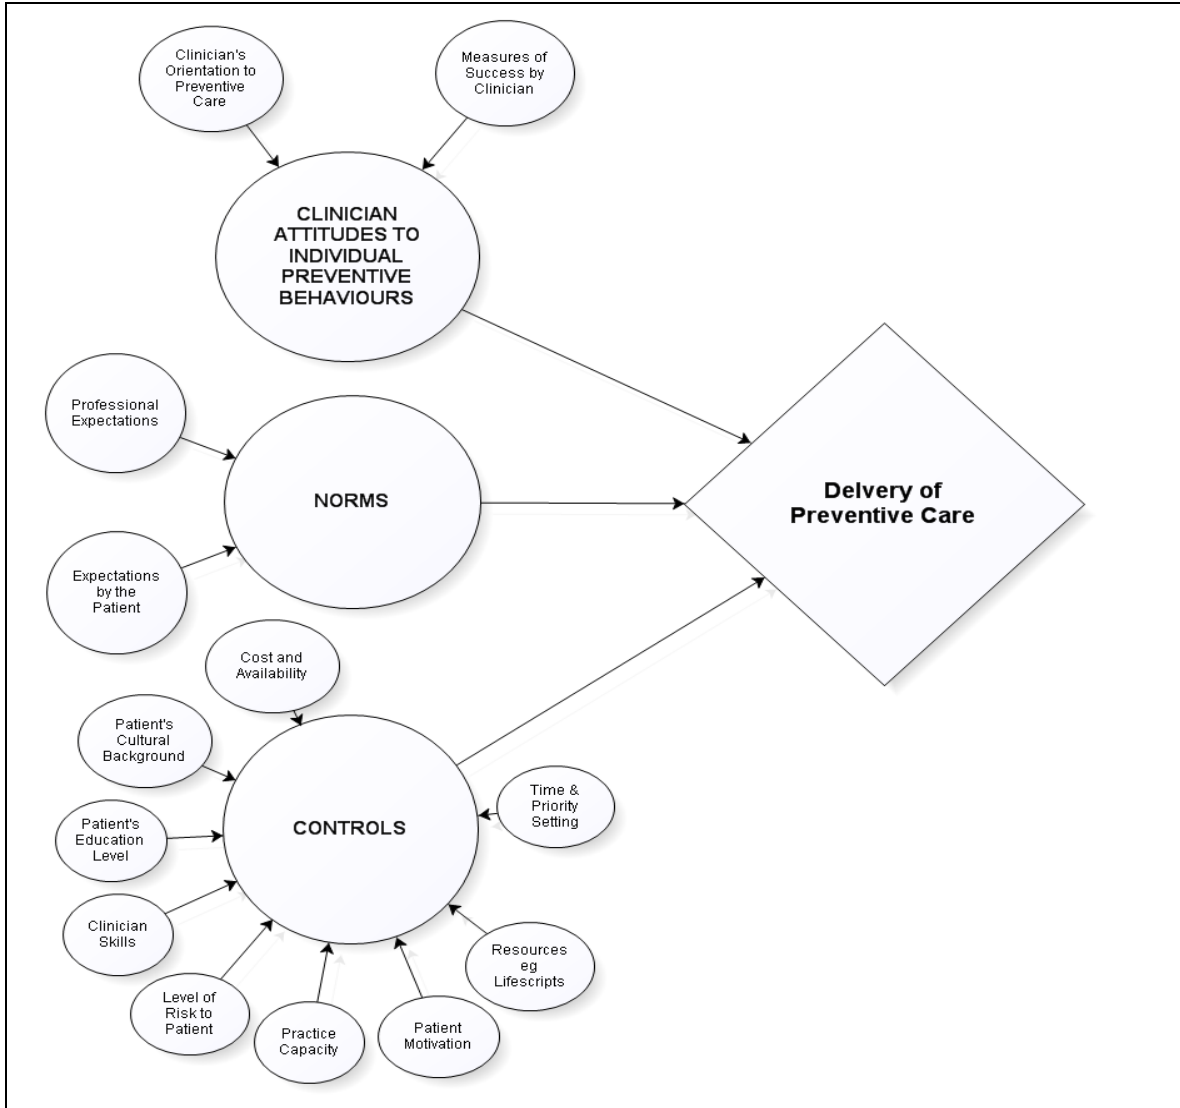 Clinician's
Orientation to
Preventive
Care
Measures of
Success by
Clinician
CLINICIAN
ATTITUDES TO
INDIVIDUAL
PREVENTIVE
BEHAVIOURS
Professional
Expectations
NORMS
Delvery of
Preventive Care
Expectations
by the
Patient
Cost and
Availability
Patient's
Cultural
Background
Time &
Priority
Setting
CONTROLS
Patient's
Education
Level
Clinician
Skills
Resources
eg
Lifescripts
Level of
Risk to
Patient
Practice
Capacity
Patient
Motivation